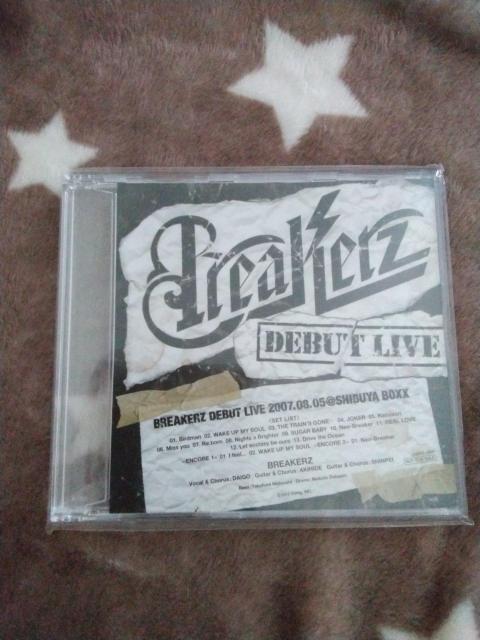 BREAKERZ
DEBUT LIVE
BREAKERZ DEBUT LIVE 2007.08.05@SHIBUYA BOXX
(SET LIST)
01. Birdman 02. WAKE UP MY SOUL 03. THE TRAIN'S GONE 04. JOKER 05.
06. Miss you 07. Re:born 08. Nights a Brighter 09. SUGAR BABY 10. Neo-Breaker 11. REAL LOVE
12. Let wishes be ours 13. Drive the Ocean
-ENCORE 1- 01. I feel... 02. WAKE UP MY SOUL -ENCORE 2- 01. Neo-Breaker
BREAKERZ
Vocal & Chorus: DAIGO Guitar & Chorus: AKIHIDE Guitar & Chorus: SHINPEI